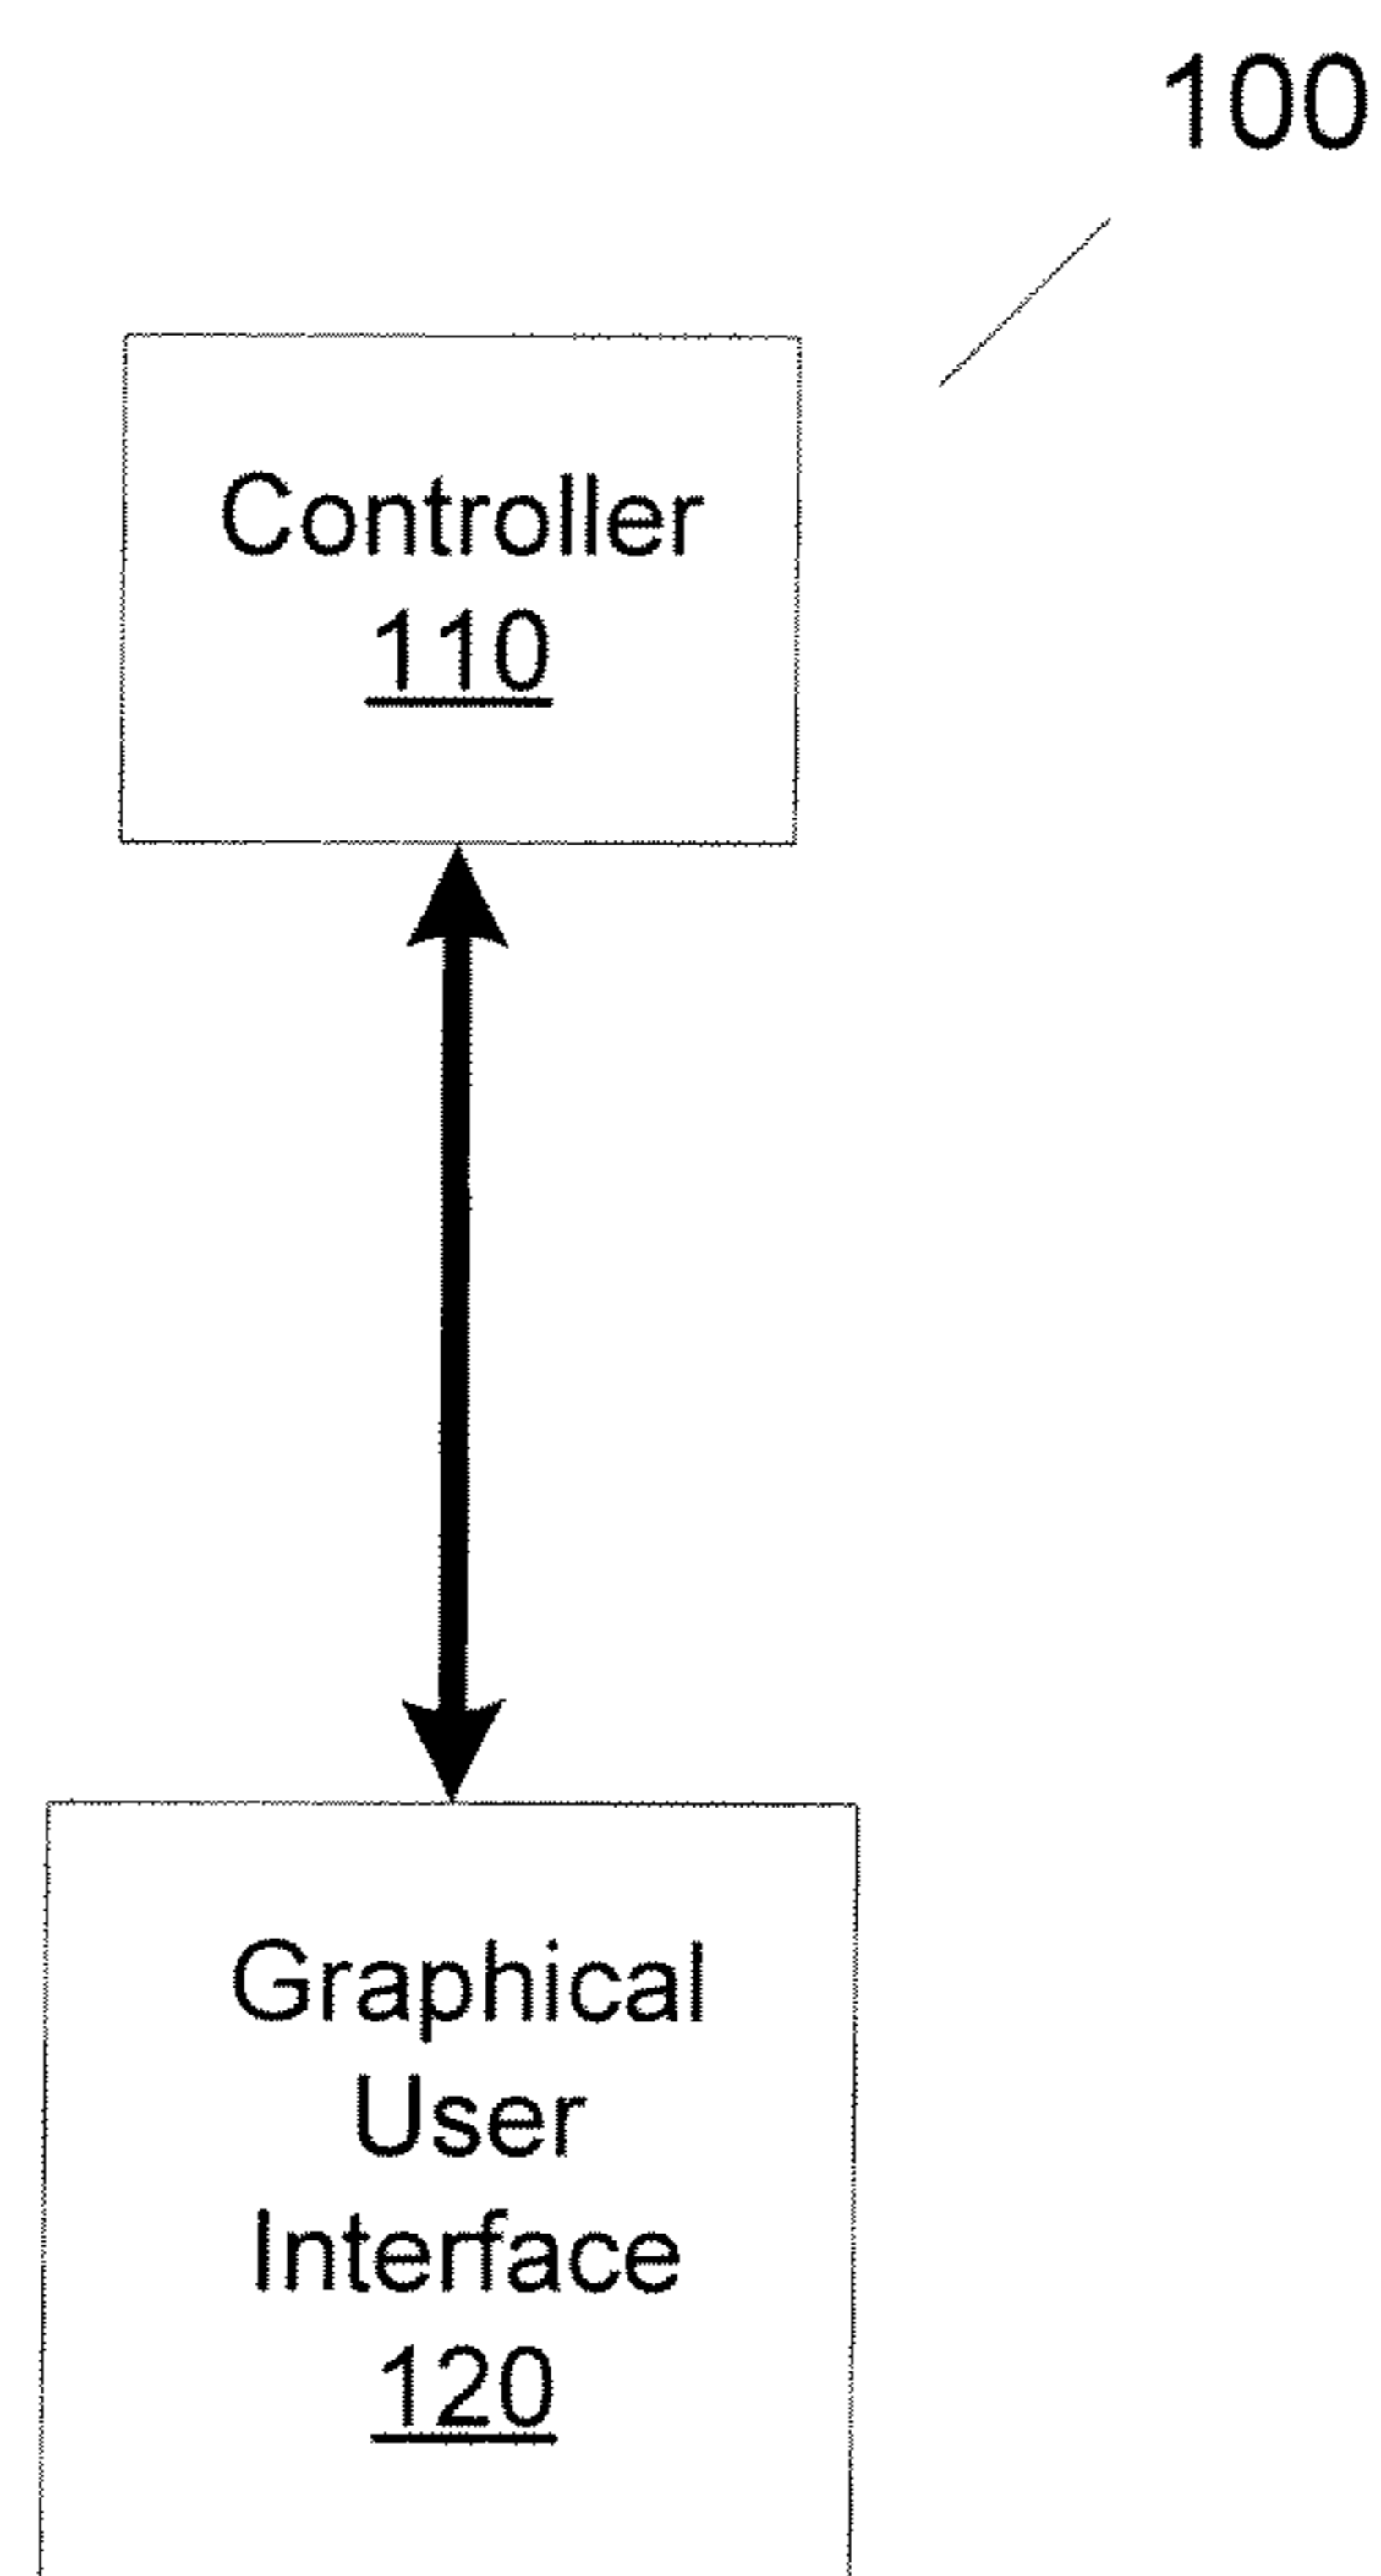 100
Controller
110
Graphical
User
Interface
120